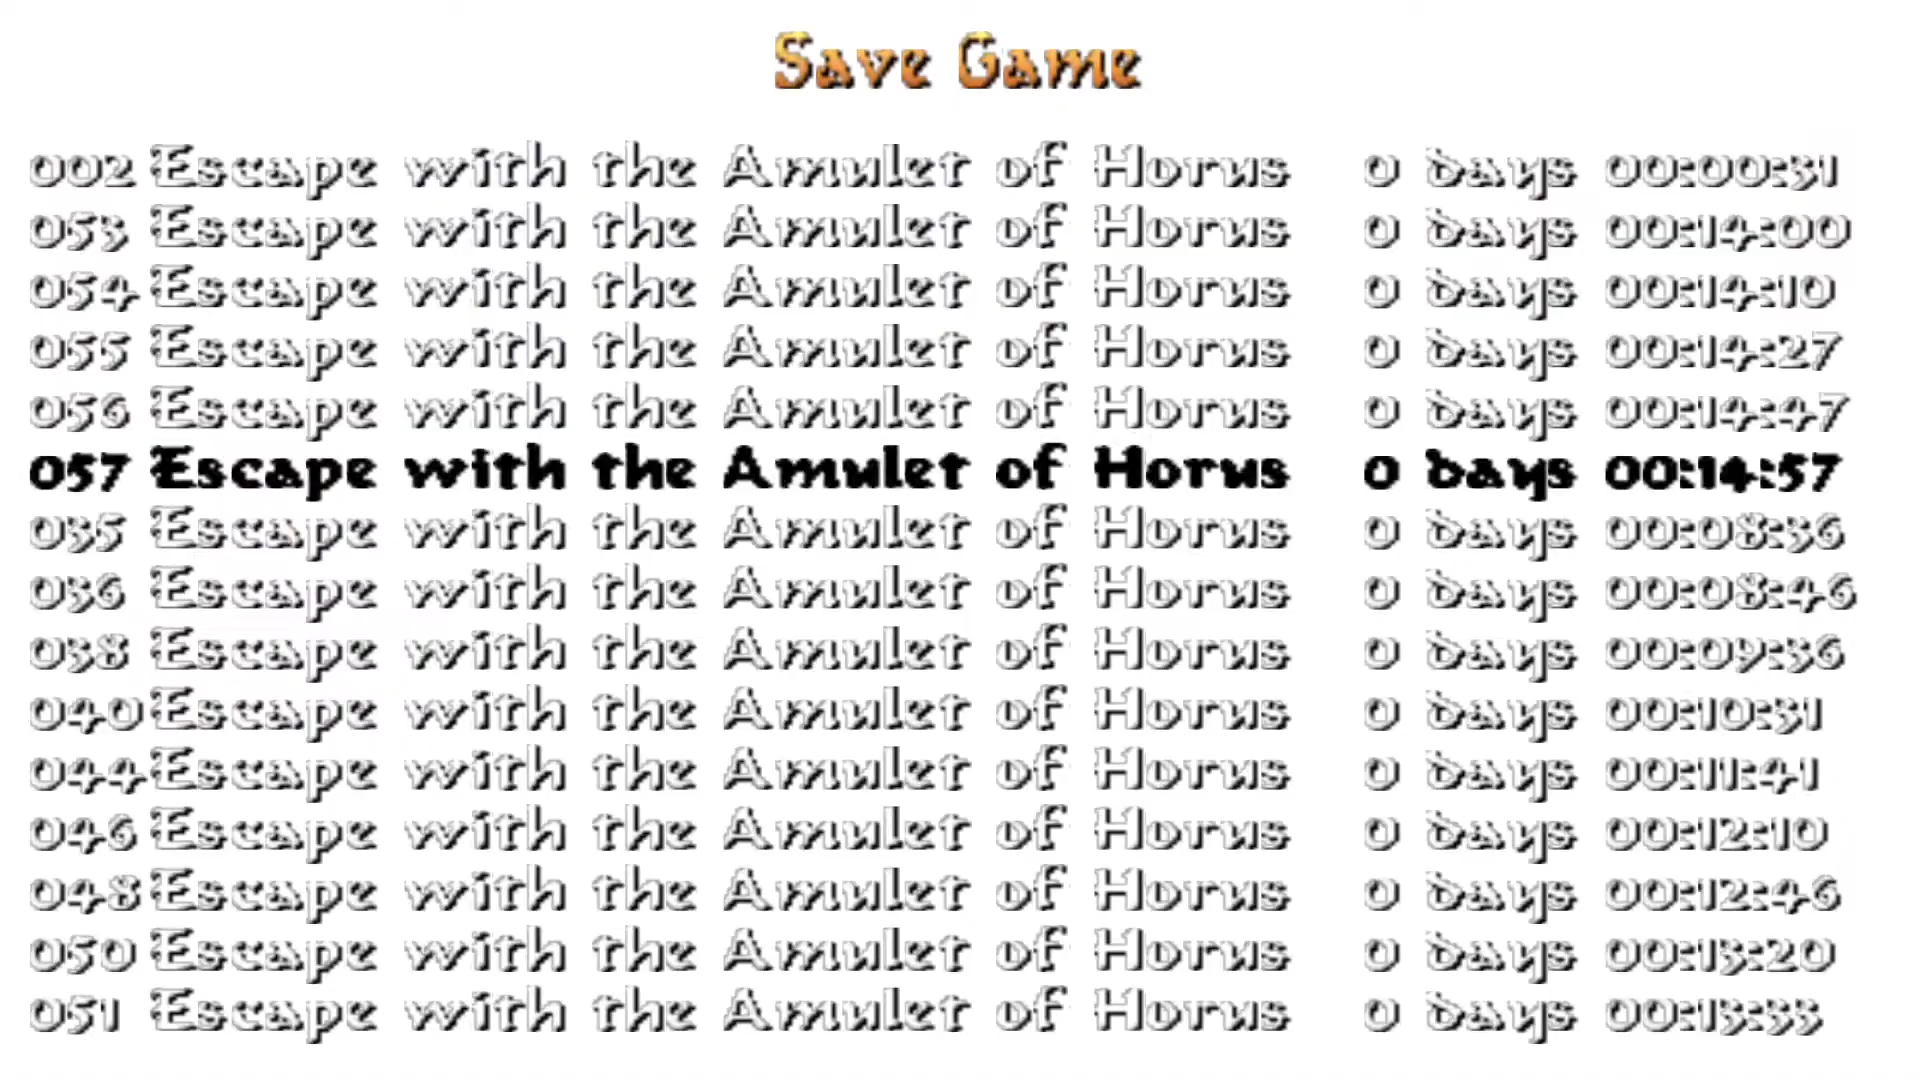 Save Game
002 Escape with the Amulet of Horus 0 days 00:00:31
053 Escape with the Amulet of Horus 0 days 00:14:00
054 Escape with the Amulet of Horus 0 days 00:14:10
055 Escape with the Amulet of Horus 0 days 00:14:27
056 Escape with the Amulet of Horus 0 days 00:14:47
057 Escape with the Amulet of Horus 0 days 00:14:57
035 Escape with the Amulet of Horus 0 days 00:08:36
036 Escape with the Amulet of Horus 0 days 00:08:46
038 Escape with the Amulet of Horus 0 days 00:09:36
040 Escape with the Amulet of Horus 0 days 00:10:31
044 Escape with the Amulet of Horus 0 days 00:11:41
046 Escape with the Amulet of Horus 0 days 00:12:10
048 Escape with the Amulet of Horus 0 days 00:12:46
050 Escape with the Amulet of Horus 0 days 00:13:20
051 Escape with the Amulet of Horus 0 days 00:13:33